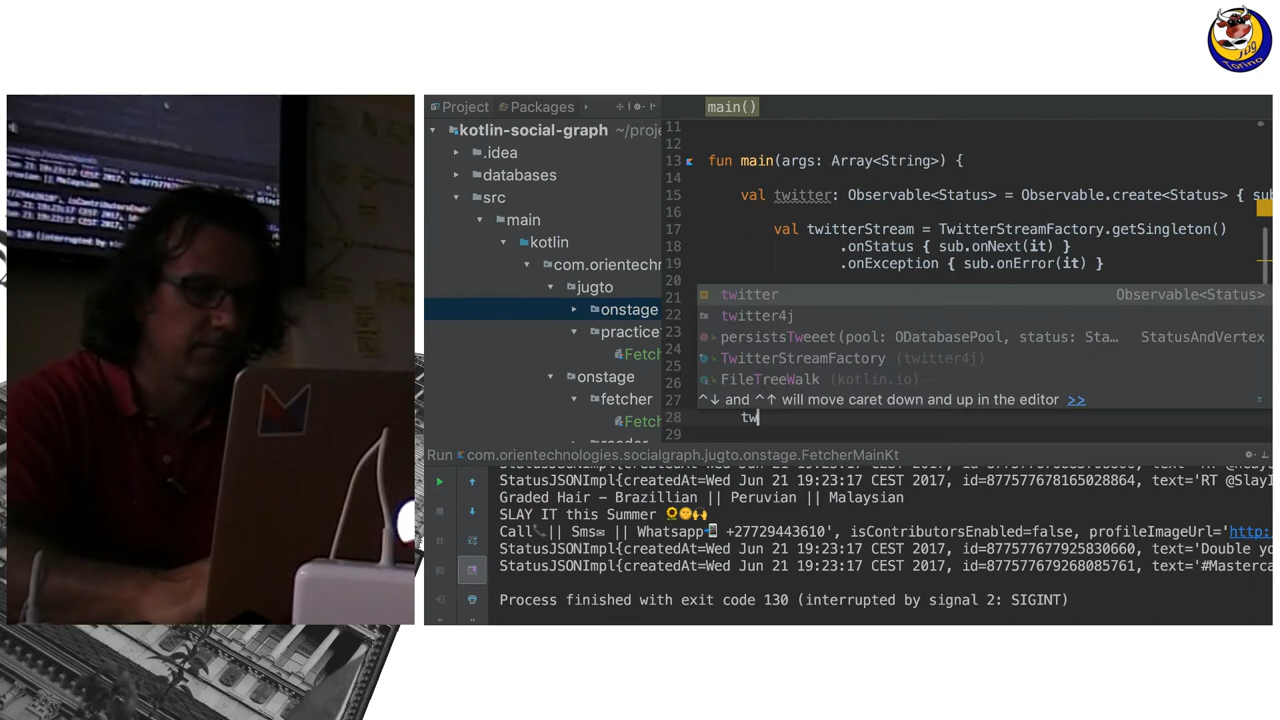 jug
Torino
Project
Packages
main()
kotlin-social-graph ~/proje
.idea
databases
src
main
kotlin
com.orientechn
jugto
onstage
practice
Fetch
onstage
fetcher
Fetch
11
12
13 fun main(args: Array<String>) {
14
15 val twitter: Observable<Status> = Observable.create<Status> { sub
16
17 val twitterStream = TwitterStreamFactory.getSingleton()
18 .onStatus { sub.onNext(it) }
19 .onException { sub.onError(it) }
20
21
22
23
24
25
26
27
28 tw
29
twitter Observable<Status>
twitter4j
persistsTweeet(pool: ODatabasePool, status: Sta… StatusAndVertex
TwitterStreamFactory (twitter4j)
FileTreeWalk (kotlin.io)
^↓ and ^↑ will move caret down and up in the editor >>
Run com.orientechnologies.socialgraph.jugto.onstage.FetcherMainKt
StatusJSONImpl{createdAt=Wed Jun 21 19:23:17 CEST 2017, id=877577678165028864, text='RT @SlayI
Graded Hair – Brazillian || Peruvian || Malaysian
SLAY IT this Summer 🌻🌞🙌
Call📞|| Sms✉ || Whatsapp📲 +27729443610', isContributorsEnabled=false, profileImageUrl='http:
StatusJSONImpl{createdAt=Wed Jun 21 19:23:17 CEST 2017, id=877577677925830660, text='Double yo
StatusJSONImpl{createdAt=Wed Jun 21 19:23:17 CEST 2017, id=877577679268085761, text='#Masterca
Process finished with exit code 130 (interrupted by signal 2: SIGINT)